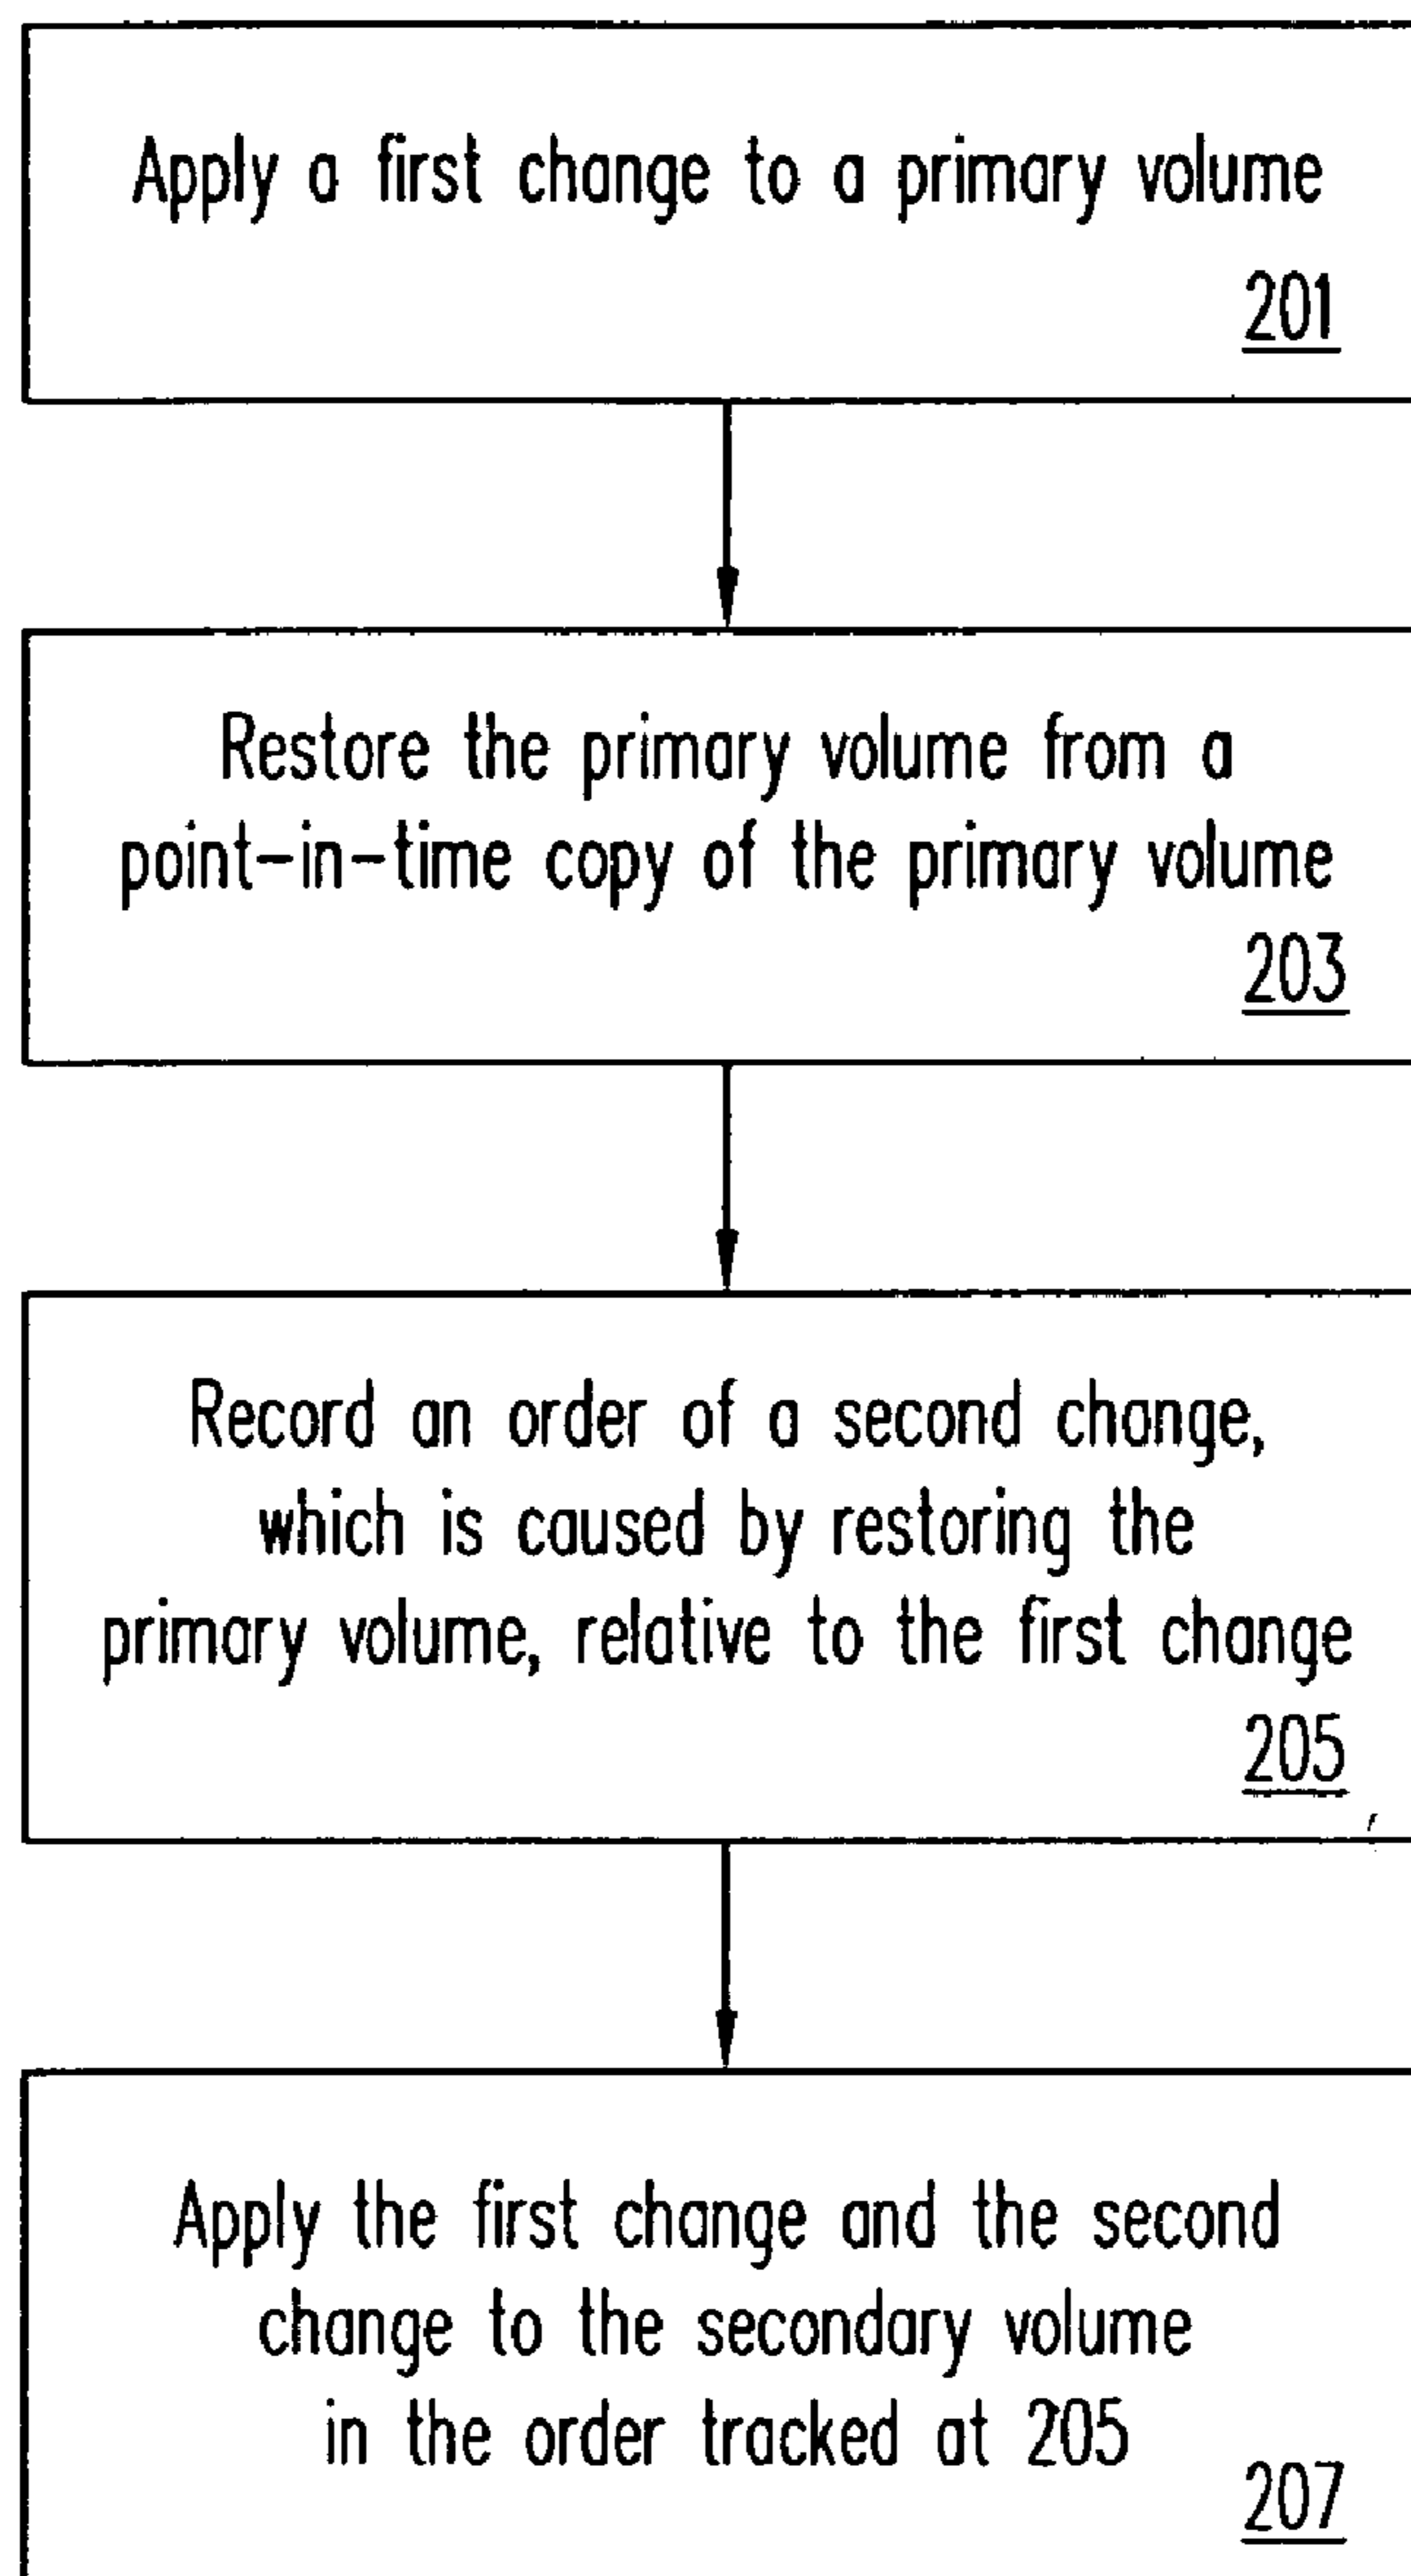 Apply a first change to a primary volume
201
Restore the primary volume from a
point-in-time copy of the primary volume
203
Record an order of a second change,
which is caused by restoring the
primary volume, relative to the first change
205
Apply the first change and the second
change to the secondary volume
in the order tracked at 205
207